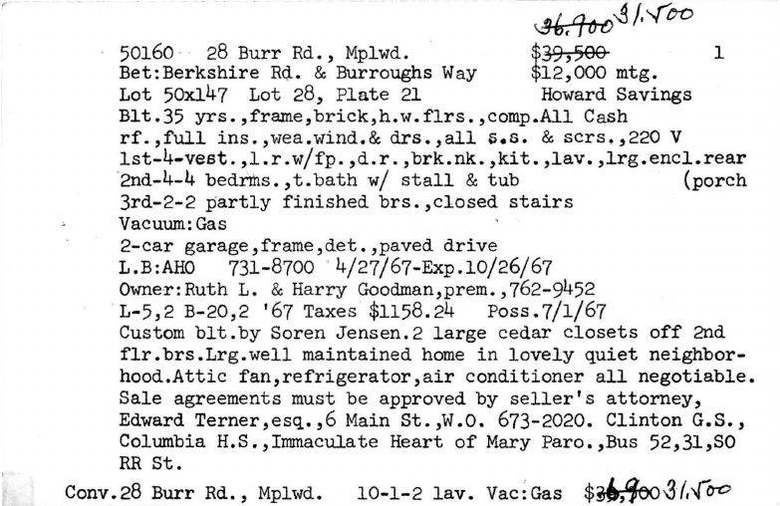 36,900 31,500
50160 28 Burr Rd., Mplwd. $39,500 1
Bet:Berkshire Rd. & Burroughs Way $12,000 mtg.
Lot 50x147 Lot 28, Plate 21 Howard Savings
Blt.35 yrs.,frame,brick,h.w.flrs.,comp.All Cash
rf.,full ins.,wea.wind.& drs.,all s.s. & scrs.,220 V
1st-4-vest.,l.r.w/fp.,d.r.,brk.nk.,kit.,lav.,lrg.encl.rear
2nd-4-4 bedrms.,t.bath w/ stall & tub (porch
3rd-2-2 partly finished brs.,closed stairs
Vacuum:Gas
2-car garage,frame,det.,paved drive
L.B:AHO 731-8700 4/27/67-Exp.10/26/67
Owner:Ruth L. & Harry Goodman,prem.,762-9452
L-5,2 B-20,2 '67 Taxes $1158.24 Poss.7/1/67
Custom blt.by Soren Jensen.2 large cedar closets off 2nd
flr.brs.Lrg.well maintained home in lovely quiet neighbor-
hood.Attic fan,refrigerator,air conditioner all negotiable.
Sale agreements must be approved by seller's attorney,
Edward Terner,esq.,6 Main St.,W.O. 673-2020. Clinton G.S.,
Columbia H.S.,Immaculate Heart of Mary Paro.,Bus 52,31,SO
RR St.
Conv.28 Burr Rd., Mplwd. 10-1-2 lav. Vac:Gas 31,500